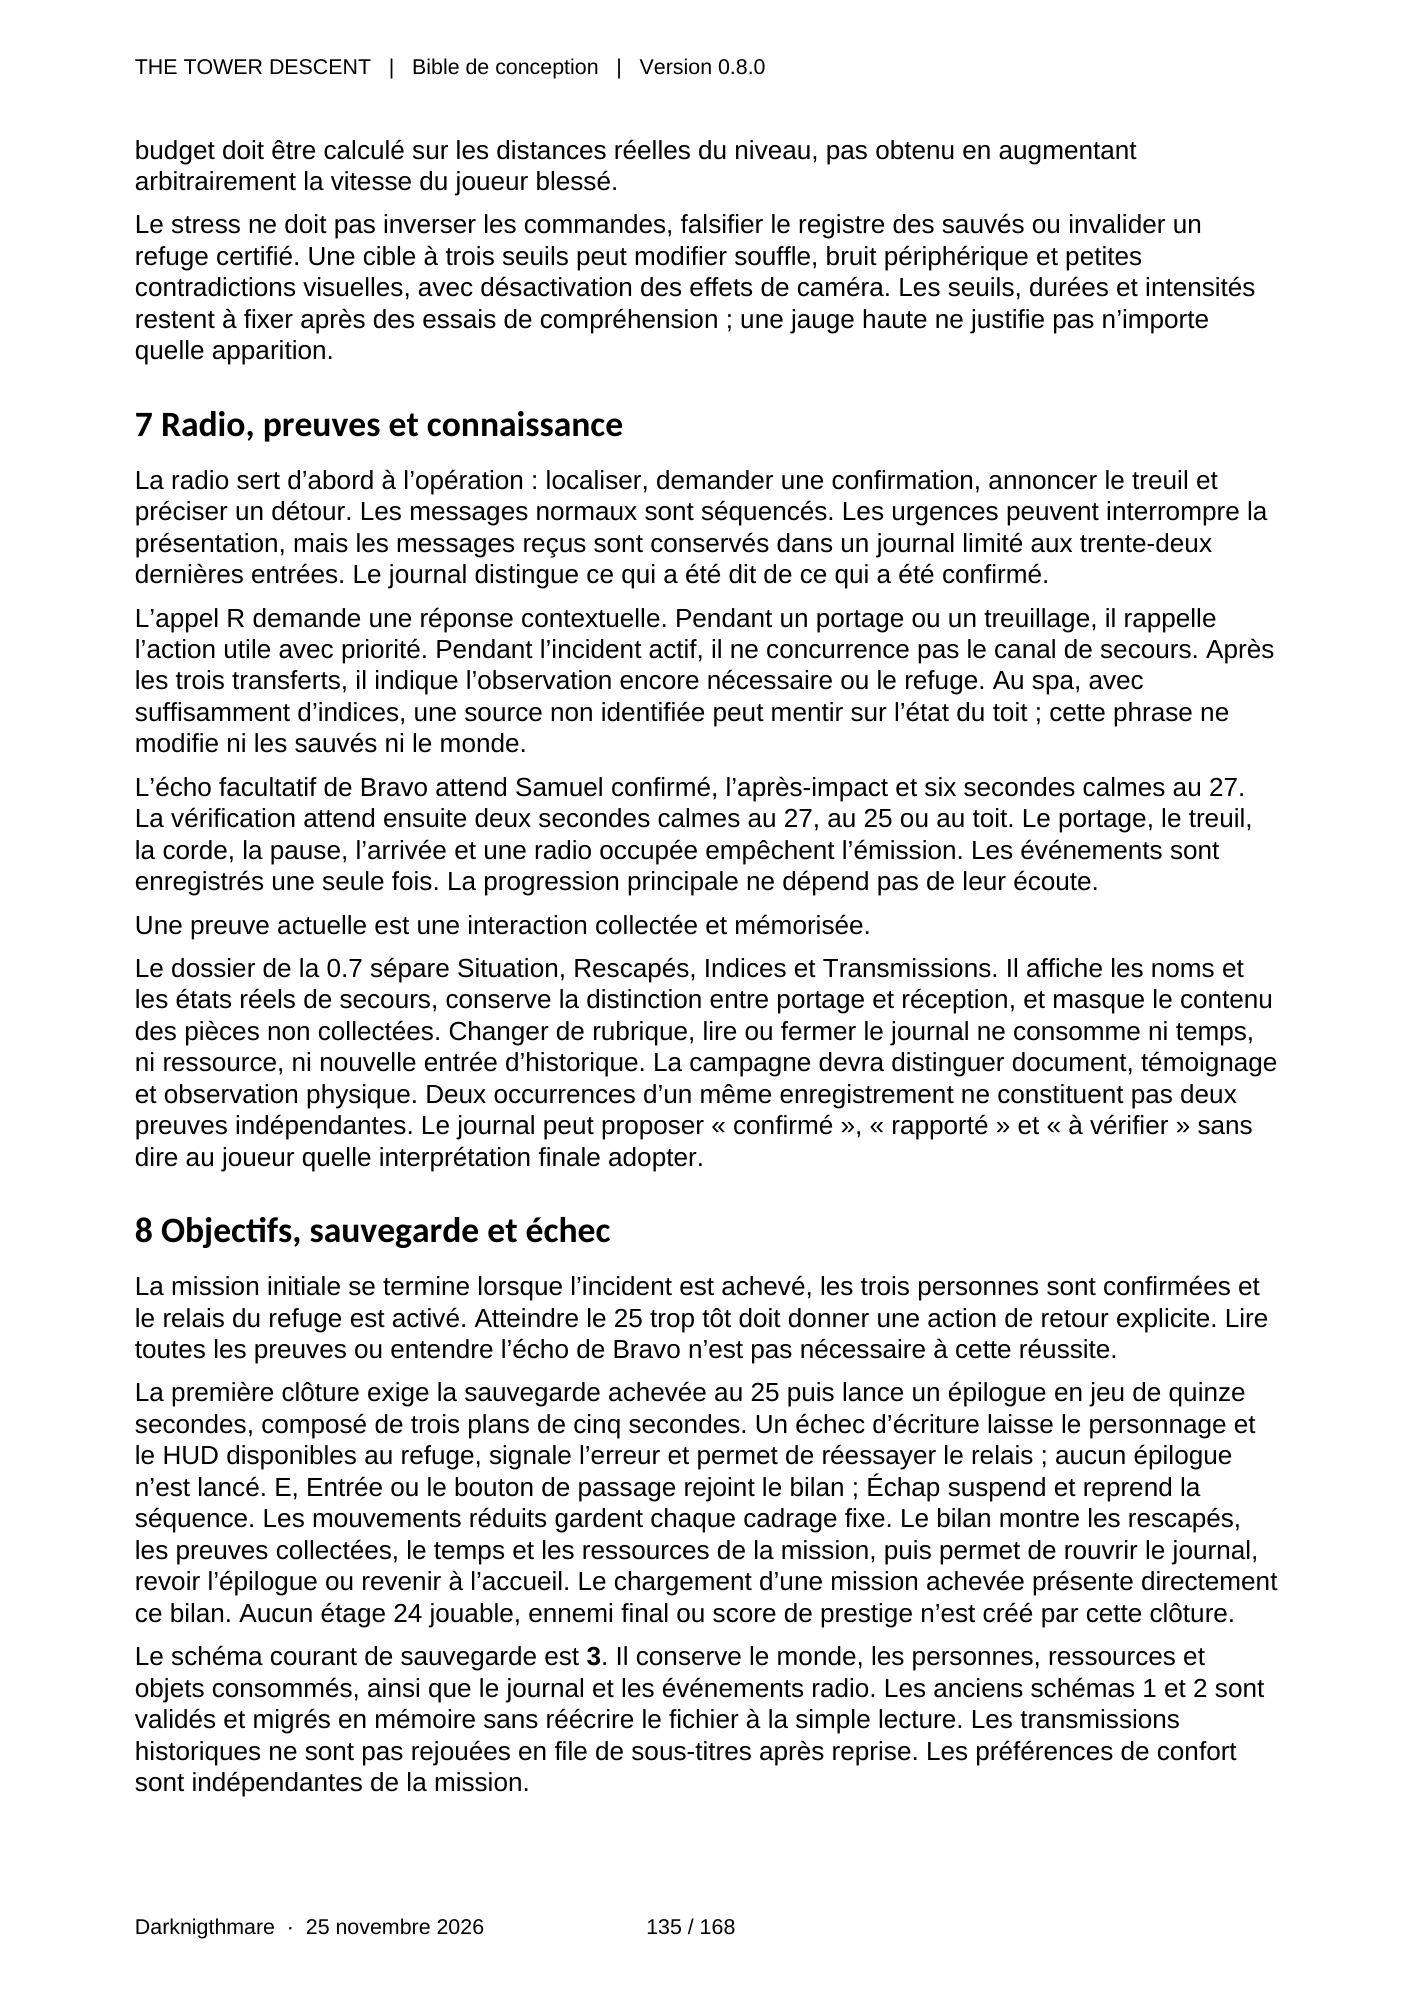 THE TOWER DESCENT | Bible de conception | Version 0.8.0
budget doit être calculé sur les distances réelles du niveau, pas obtenu en augmentant
arbitrairement la vitesse du joueur blessé.
Le stress ne doit pas inverser les commandes, falsifier le registre des sauvés ou invalider un
refuge certifié. Une cible à trois seuils peut modifier souffle, bruit périphérique et petites
contradictions visuelles, avec désactivation des effets de caméra. Les seuils, durées et intensités
restent à fixer après des essais de compréhension ; une jauge haute ne justifie pas n’importe
quelle apparition.
7 Radio, preuves et connaissance
La radio sert d’abord à l’opération : localiser, demander une confirmation, annoncer le treuil et
préciser un détour. Les messages normaux sont séquencés. Les urgences peuvent interrompre la
présentation, mais les messages reçus sont conservés dans un journal limité aux trente-deux
dernières entrées. Le journal distingue ce qui a été dit de ce qui a été confirmé.
L’appel R demande une réponse contextuelle. Pendant un portage ou un treuillage, il rappelle
l’action utile avec priorité. Pendant l’incident actif, il ne concurrence pas le canal de secours. Après
les trois transferts, il indique l’observation encore nécessaire ou le refuge. Au spa, avec
suffisamment d’indices, une source non identifiée peut mentir sur l’état du toit ; cette phrase ne
modifie ni les sauvés ni le monde.
L’écho facultatif de Bravo attend Samuel confirmé, l’après-impact et six secondes calmes au 27.
La vérification attend ensuite deux secondes calmes au 27, au 25 ou au toit. Le portage, le treuil,
la corde, la pause, l’arrivée et une radio occupée empêchent l’émission. Les événements sont
enregistrés une seule fois. La progression principale ne dépend pas de leur écoute.
Une preuve actuelle est une interaction collectée et mémorisée.
Le dossier de la 0.7 sépare Situation, Rescapés, Indices et Transmissions. Il affiche les noms et
les états réels de secours, conserve la distinction entre portage et réception, et masque le contenu
des pièces non collectées. Changer de rubrique, lire ou fermer le journal ne consomme ni temps,
ni ressource, ni nouvelle entrée d’historique. La campagne devra distinguer document, témoignage
et observation physique. Deux occurrences d’un même enregistrement ne constituent pas deux
preuves indépendantes. Le journal peut proposer « confirmé », « rapporté » et « à vérifier » sans
dire au joueur quelle interprétation finale adopter.
8 Objectifs, sauvegarde et échec
La mission initiale se termine lorsque l’incident est achevé, les trois personnes sont confirmées et
le relais du refuge est activé. Atteindre le 25 trop tôt doit donner une action de retour explicite. Lire
toutes les preuves ou entendre l’écho de Bravo n’est pas nécessaire à cette réussite.
La première clôture exige la sauvegarde achevée au 25 puis lance un épilogue en jeu de quinze
secondes, composé de trois plans de cinq secondes. Un échec d’écriture laisse le personnage et
le HUD disponibles au refuge, signale l’erreur et permet de réessayer le relais ; aucun épilogue
n’est lancé. E, Entrée ou le bouton de passage rejoint le bilan ; Échap suspend et reprend la
séquence. Les mouvements réduits gardent chaque cadrage fixe. Le bilan montre les rescapés,
les preuves collectées, le temps et les ressources de la mission, puis permet de rouvrir le journal,
revoir l’épilogue ou revenir à l’accueil. Le chargement d’une mission achevée présente directement
ce bilan. Aucun étage 24 jouable, ennemi final ou score de prestige n’est créé par cette clôture.
Le schéma courant de sauvegarde est 3. Il conserve le monde, les personnes, ressources et
objets consommés, ainsi que le journal et les événements radio. Les anciens schémas 1 et 2 sont
validés et migrés en mémoire sans réécrire le fichier à la simple lecture. Les transmissions
historiques ne sont pas rejouées en file de sous-titres après reprise. Les préférences de confort
sont indépendantes de la mission.
Darknigthmare · 25 novembre 2026 135 / 168